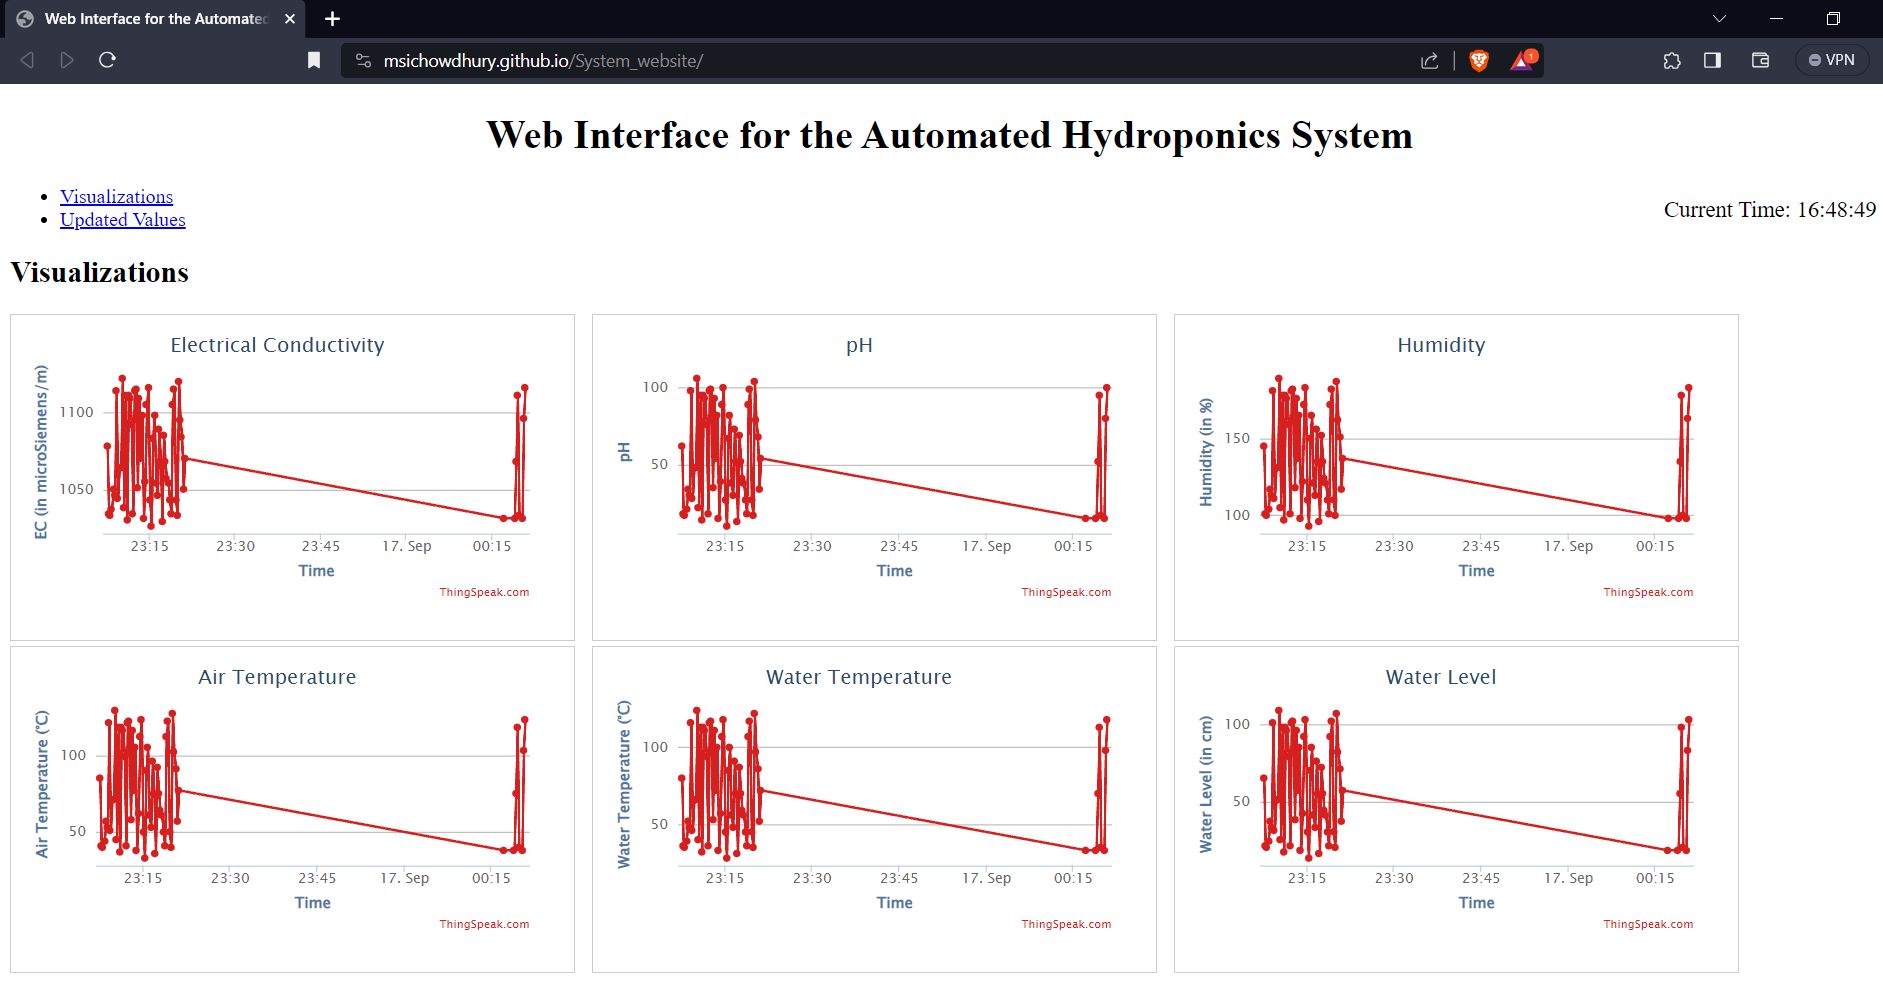 Web Interface for the Automated
VPN
msichowdhury.github.io/System_website/
1
Web Interface for the Automated Hydroponics System
Visualizations
Updated Values
Current Time: 16:48:49
Visualizations
Electrical Conductivity
EC (in microSiemens/m)
1100
1050
23:15 23:30 23:45 17. Sep 00:15
Time
ThingSpeak.com
pH
pH
100
50
23:15 23:30 23:45 17. Sep 00:15
Time
ThingSpeak.com
Humidity
Humidity (in %)
150
100
23:15 23:30 23:45 17. Sep 00:15
Time
ThingSpeak.com
Air Temperature
Air Temperature (°C)
100
50
23:15 23:30 23:45 17. Sep 00:15
Time
ThingSpeak.com
Water Temperature
Water Temperature (°C)
100
50
23:15 23:30 23:45 17. Sep 00:15
Time
ThingSpeak.com
Water Level
Water Level (in cm)
100
50
23:15 23:30 23:45 17. Sep 00:15
Time
ThingSpeak.com